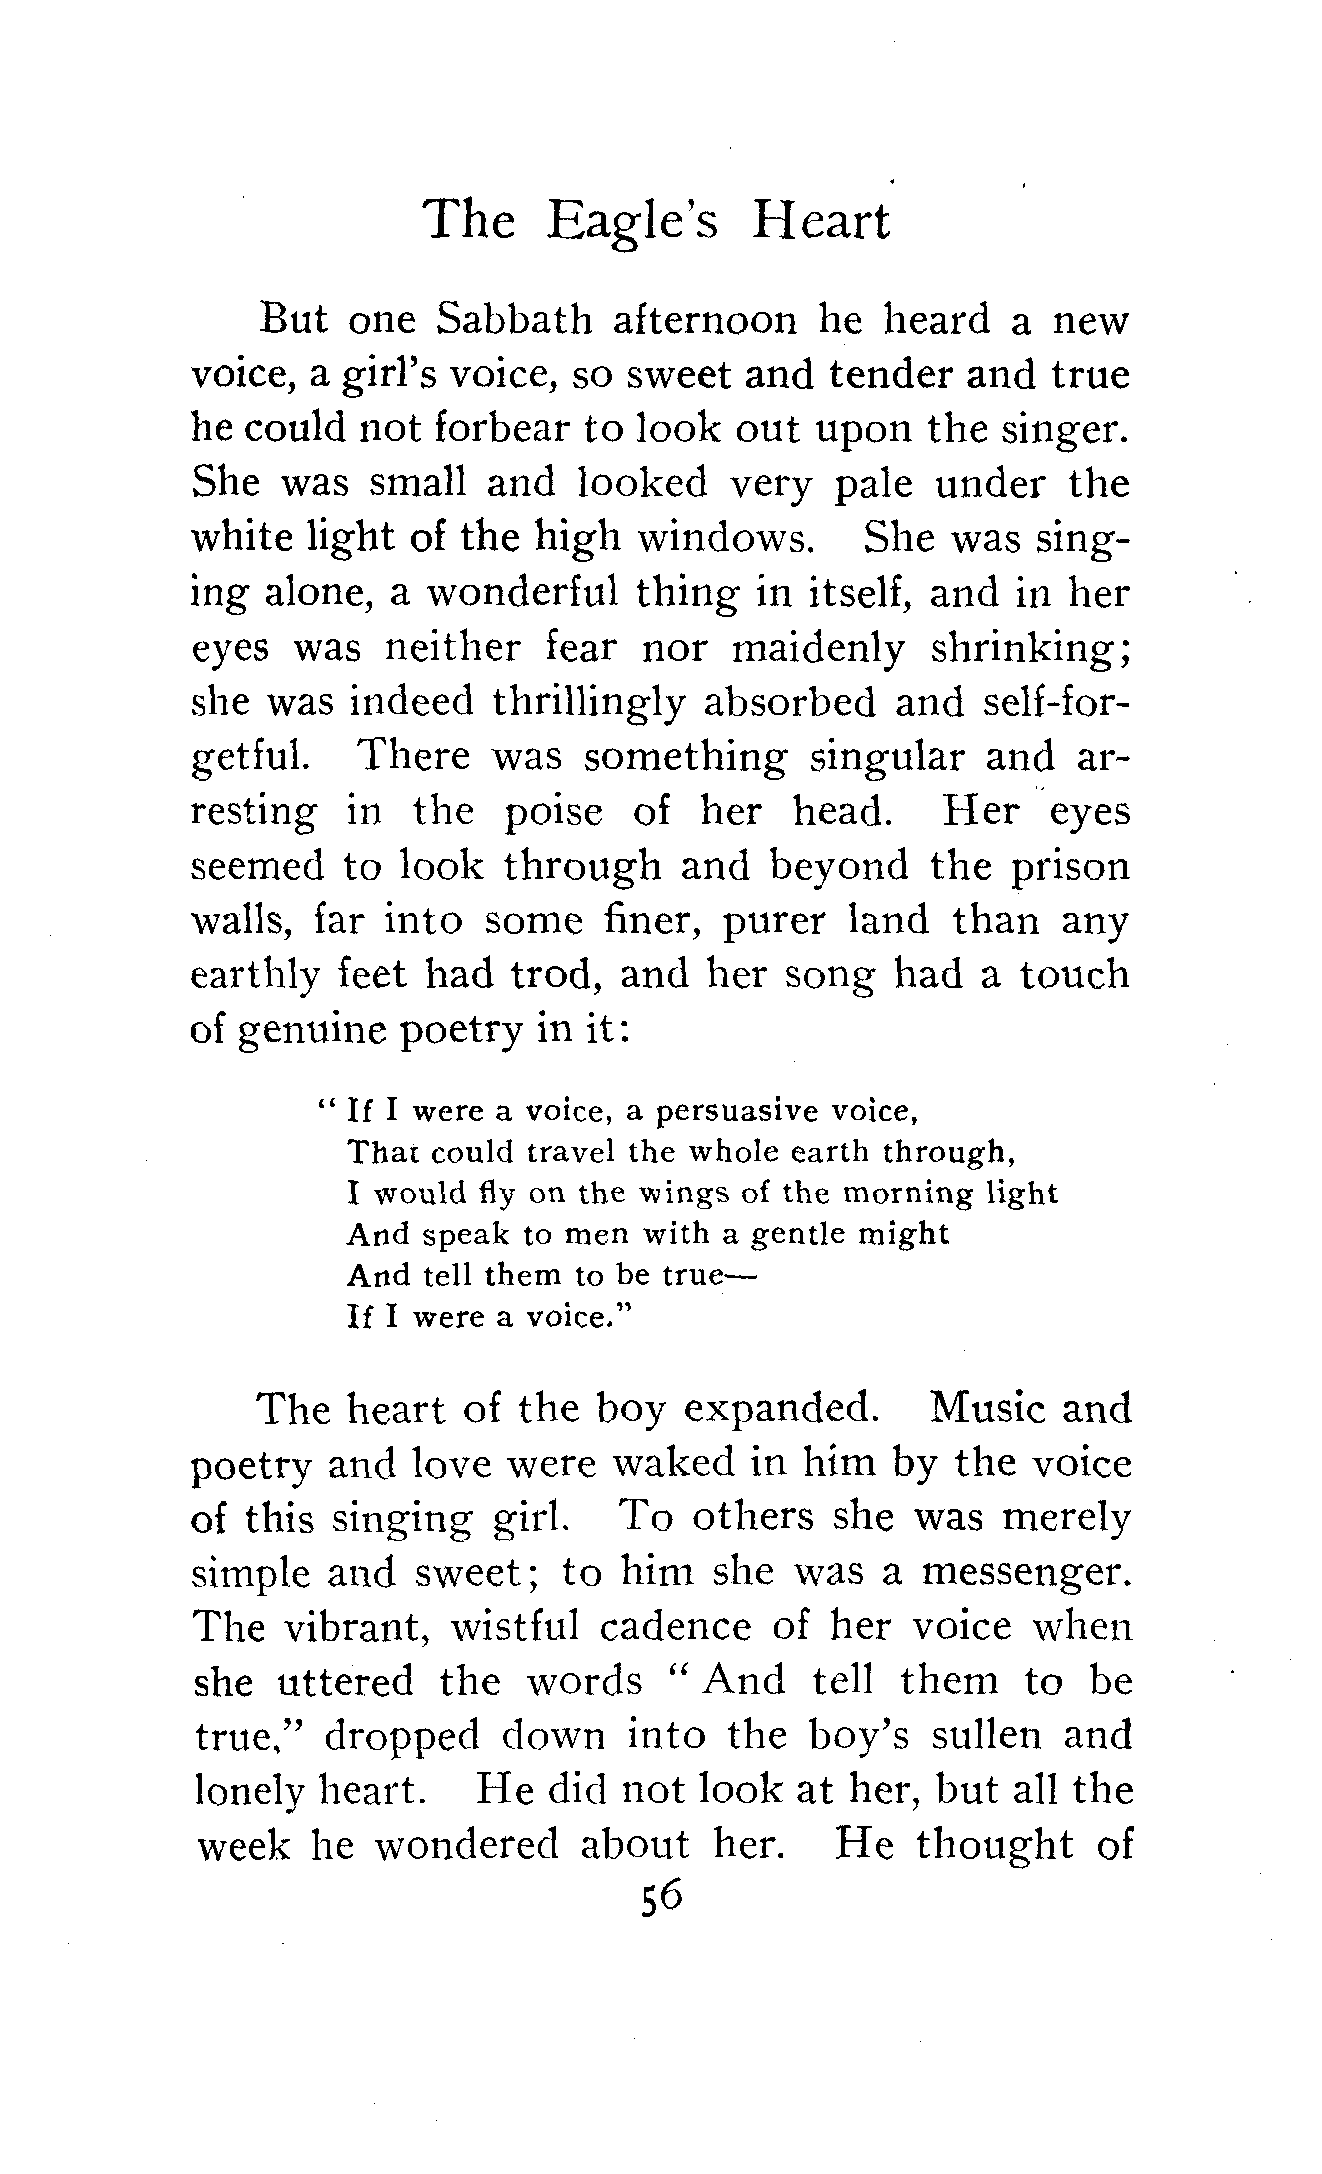 The Eagle's Heart
But one Sabbath afternoon he heard a new
voice, a girl's voice, so sweet and tender and true
he could not forbear to look out upon the singer.
She was small and looked very pale under the
white light of the high windows. She was sing-
ing alone, a wonderful thing in itself, and in her
eyes was neither fear nor maidenly shrinking;
she was indeed thrillingly absorbed and self-for-
getful. There was something singular and ar-
resting in the poise of her head. Her eyes
seemed to look through and beyond the prison
walls, far into some finer, purer land than any
earthly feet had trod, and her song had a touch
of genuine poetry in it:
“ If I were a voice, a persuasive voice,
That could travel the whole earth through,
I would fly on the wings of the morning light
And speak to men with a gentle might
And tell them to be true—
If I were a voice.”
The heart of the boy expanded. Music and
poetry and love were waked in him by the voice
of this singing girl. To others she was merely
simple and sweet; to him she was a messenger.
The vibrant, wistful cadence of her voice when
she uttered the words “ And tell them to be
true,” dropped down into the boy's sullen and
lonely heart. He did not look at her, but all the
week he wondered about her. He thought of
56